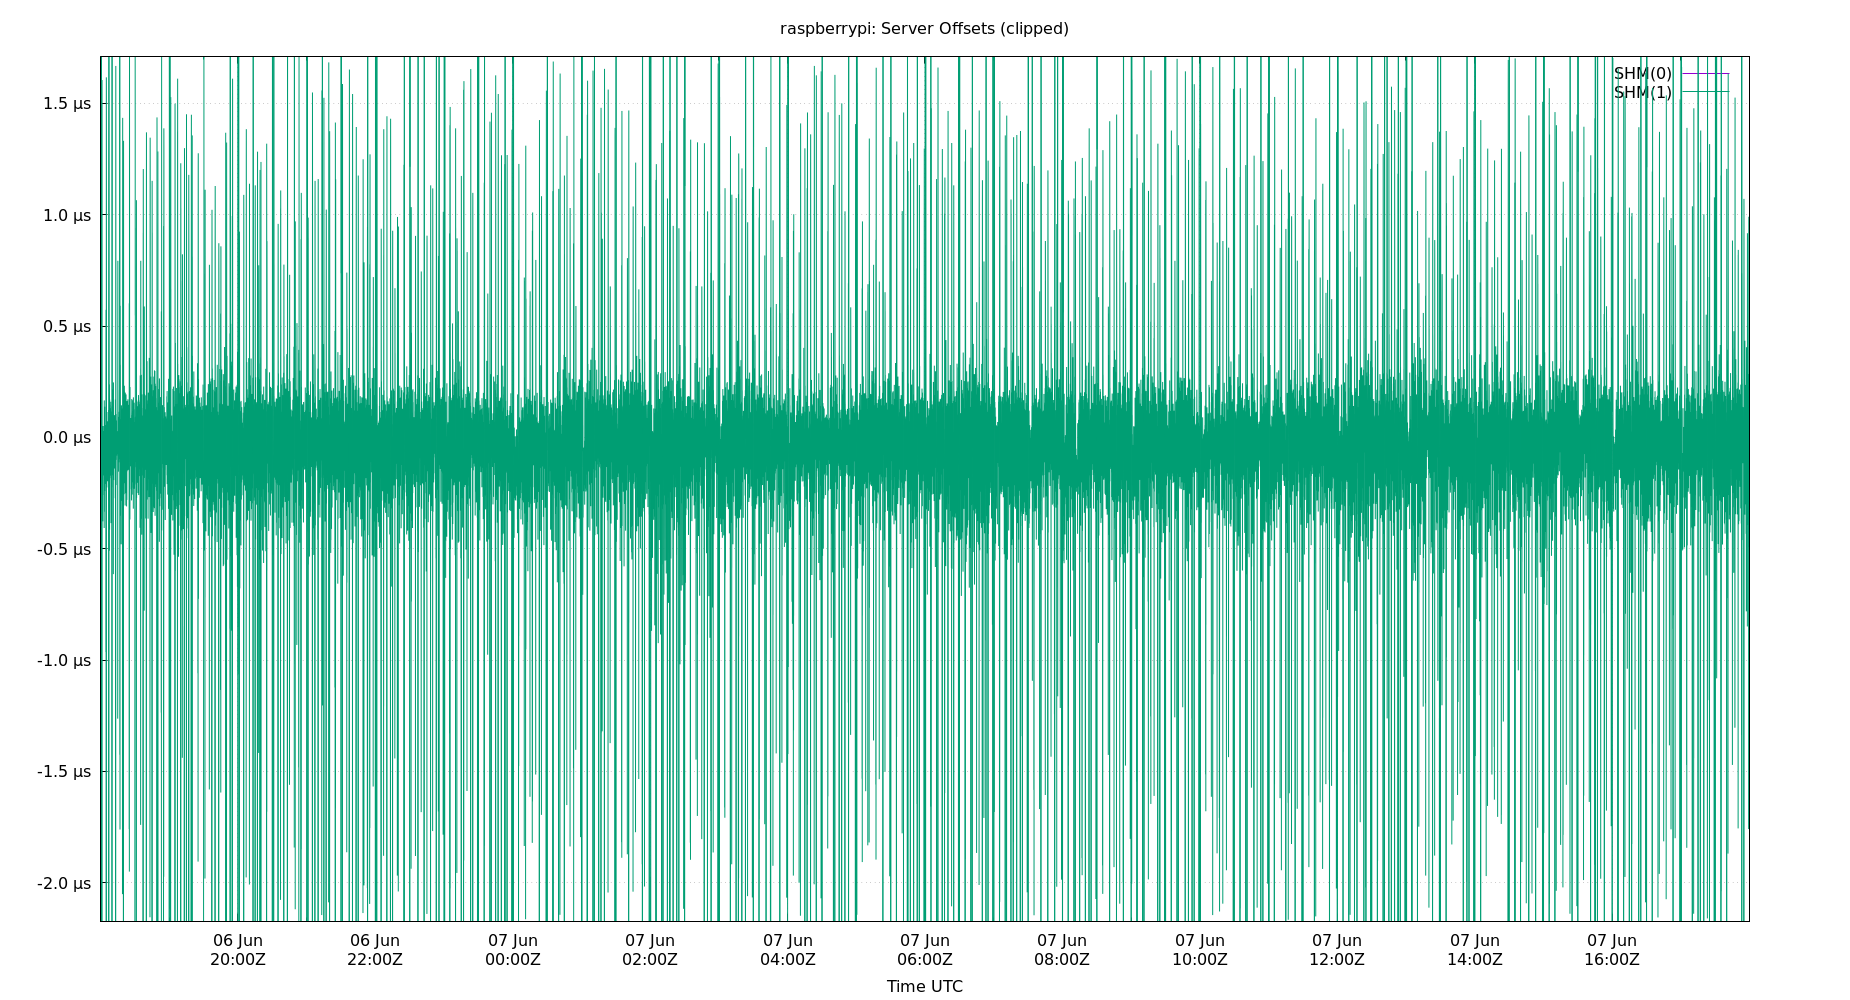 raspberrypi: Server Offsets (clipped)
SHM(0)
SHM(1)
1.5 µs
1.0 µs
0.5 µs
0.0 µs
-0.5 µs
-1.0 µs
-1.5 µs
-2.0 µs
06 Jun 06 Jun 07 Jun 07 Jun 07 Jun 07 Jun 07 Jun 07 Jun 07 Jun 07 Jun 07 Jun
20:00Z 22:00Z 00:00Z 02:00Z 04:00Z 06:00Z 08:00Z 10:00Z 12:00Z 14:00Z 16:00Z
Time UTC